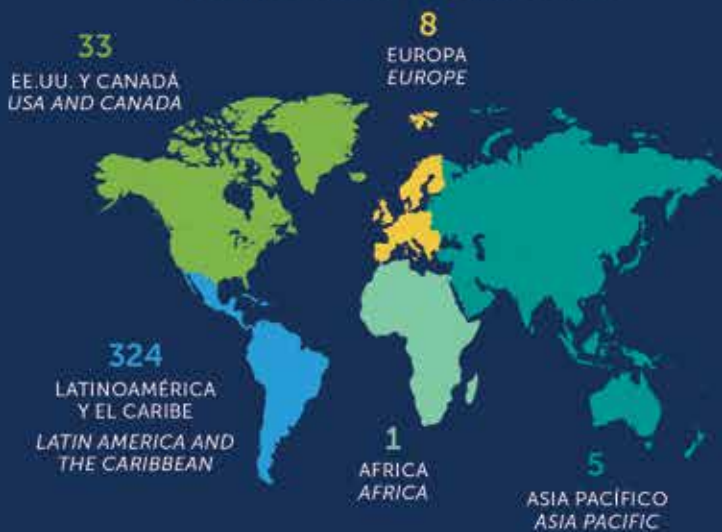 33
EE.UU. Y CANADÁ
USA AND CANADA
8
EUROPA
EUROPE
324
LATINOAMÉRICA
Y EL CARIBE
LATIN AMERICA AND
THE CARIBBEAN
1
AFRICA
AFRICA
5
ASIA PACÍFICO
ASIA PACIFIC